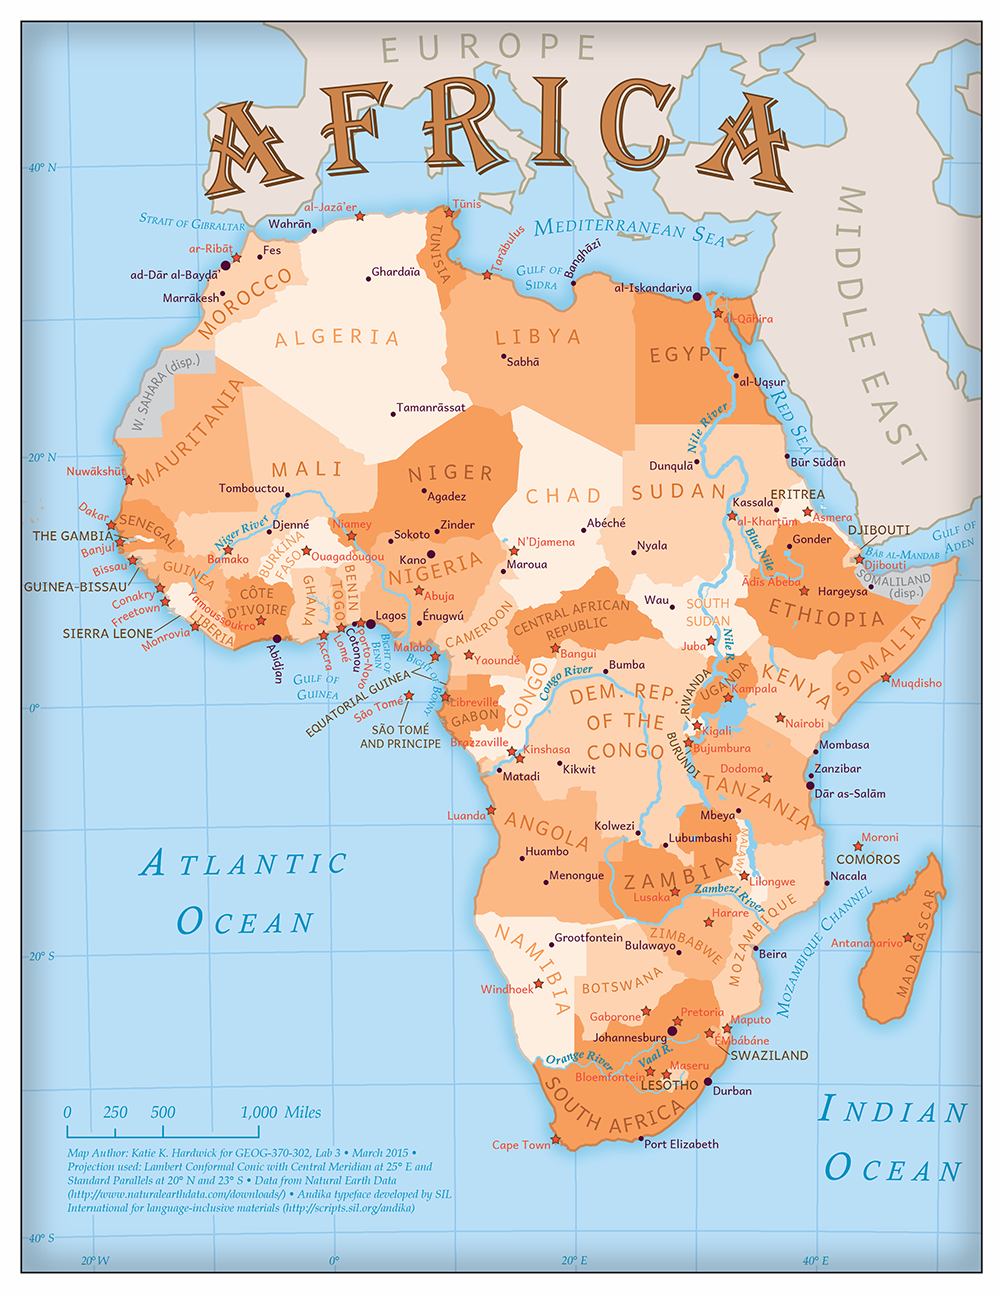 EUROPE
AFRICA
MIDDLE EAST
40° N
STRAIT OF GIBRALTAR
al-Jazā'er
Tūnis
Wahrān
MEDITERRANEAN SEA
ar-Ribāt
Fes
TUNISIA
Ṭarābulus
Banghāzī
ad-Dār al-Bayḍā'
Ghardaïa
GULF OF
SIDRA
al-Iskandariya
Marrākesh
MOROCCO
al-Qāhira
ALGERIA
LIBYA
EGYPT
W. SAHARA (disp.)
Sabhā
al-Uqṣur
Tamanrāssat
Nile River
RED SEA
MAURITANIA
20° N
Nuwākshūṭ
MALI
NIGER
Dunqulā
Būr Sūdān
Tombouctou
Agadez
CHAD
SUDAN
ERITREA
Kassala
Asmera
Dakar
SENEGAL
Niger River
Djenné
Niamey
Zinder
Abéché
al-Kharṭūm
DJIBOUTI
GULF OF
ADEN
THE GAMBIA
Banjul
BURKINA
FASO
Sokoto
N'Djamena
Nyala
Blue Nile
Gonder
BĀB AL-MANDAB
Bissau
Bamako
Ouagadougou
Kano
Maroua
Djibouti
GUINEA-BISSAU
GUINEA
NIGERIA
Ādīs Ābeba
Hargeysa
SOMALILAND
(disp.)
Conakry
CÔTE
D'IVOIRE
GHANA
TOGO
BENIN
Abuja
Wau
SOUTH
SUDAN
ETHIOPIA
Freetown
Yamoussoukro
Lagos
Énugwú
CENTRAL AFRICAN
REPUBLIC
SIERRA LEONE
Monrovia
LIBERIA
CAMEROON
Juba
Nile R.
SOMALIA
Abidjan
Accra
Lomé
Cotonou
Porto-Novo
BIGHT OF
BENIN
Malabo
Yaoundé
Bangui
BIGHT OF BONNY
GULF OF
GUINEA
EQUATORIAL GUINEA
CONGO
Congo River
Bumba
RWANDA
UGANDA
Kampala
KENYA
Muqdisho
0°
São Tomé
Libreville
GABON
DEM. REP.
OF THE
CONGO
SÃO TOMÉ
AND PRINCIPE
Kigali
Nairobi
Brazzaville
Kinshasa
BURUNDI
Bujumbura
Mombasa
Matadi
Kikwit
Dodoma
Zanzibar
TANZANIA
Dār as-Salām
Luanda
Mbeya
ANGOLA
Kolwezi
Lubumbashi
MALAWI
Moroni
COMOROS
Huambo
Menongue
ZAMBIA
Lilongwe
Nacala
Lusaka
Zambezi River
ATLANTIC
OCEAN
Harare
MOZAMBIQUE
MOZAMBIQUE CHANNEL
MADAGASCAR
Antananarivo
NAMIBIA
Grootfontein
Bulawayo
ZIMBABWE
Beira
20° S
Windhoek
BOTSWANA
Gaborone
Pretoria
Maputo
Johannesburg
ÉMbábáne
SWAZILAND
Orange River
Vaal R.
Maseru
Bloemfontein
LESOTHO
Durban
SOUTH AFRICA
Cape Town
Port Elizabeth
INDIAN
OCEAN
0 250 500 1,000 Miles
Map Author: Katie K. Hardwick for GEOG-370-302, Lab 3 • March 2015 •
Projection used: Lambert Conformal Conic with Central Meridian at 25° E and
Standard Parallels at 20° N and 23° S • Data from Natural Earth Data
(http://www.naturalearthdata.com/downloads/) • Andika typeface developed by SIL
International for language-inclusive materials (http://scripts.sil.org/andika)
40° S
20° W
0°
20° E
40° E